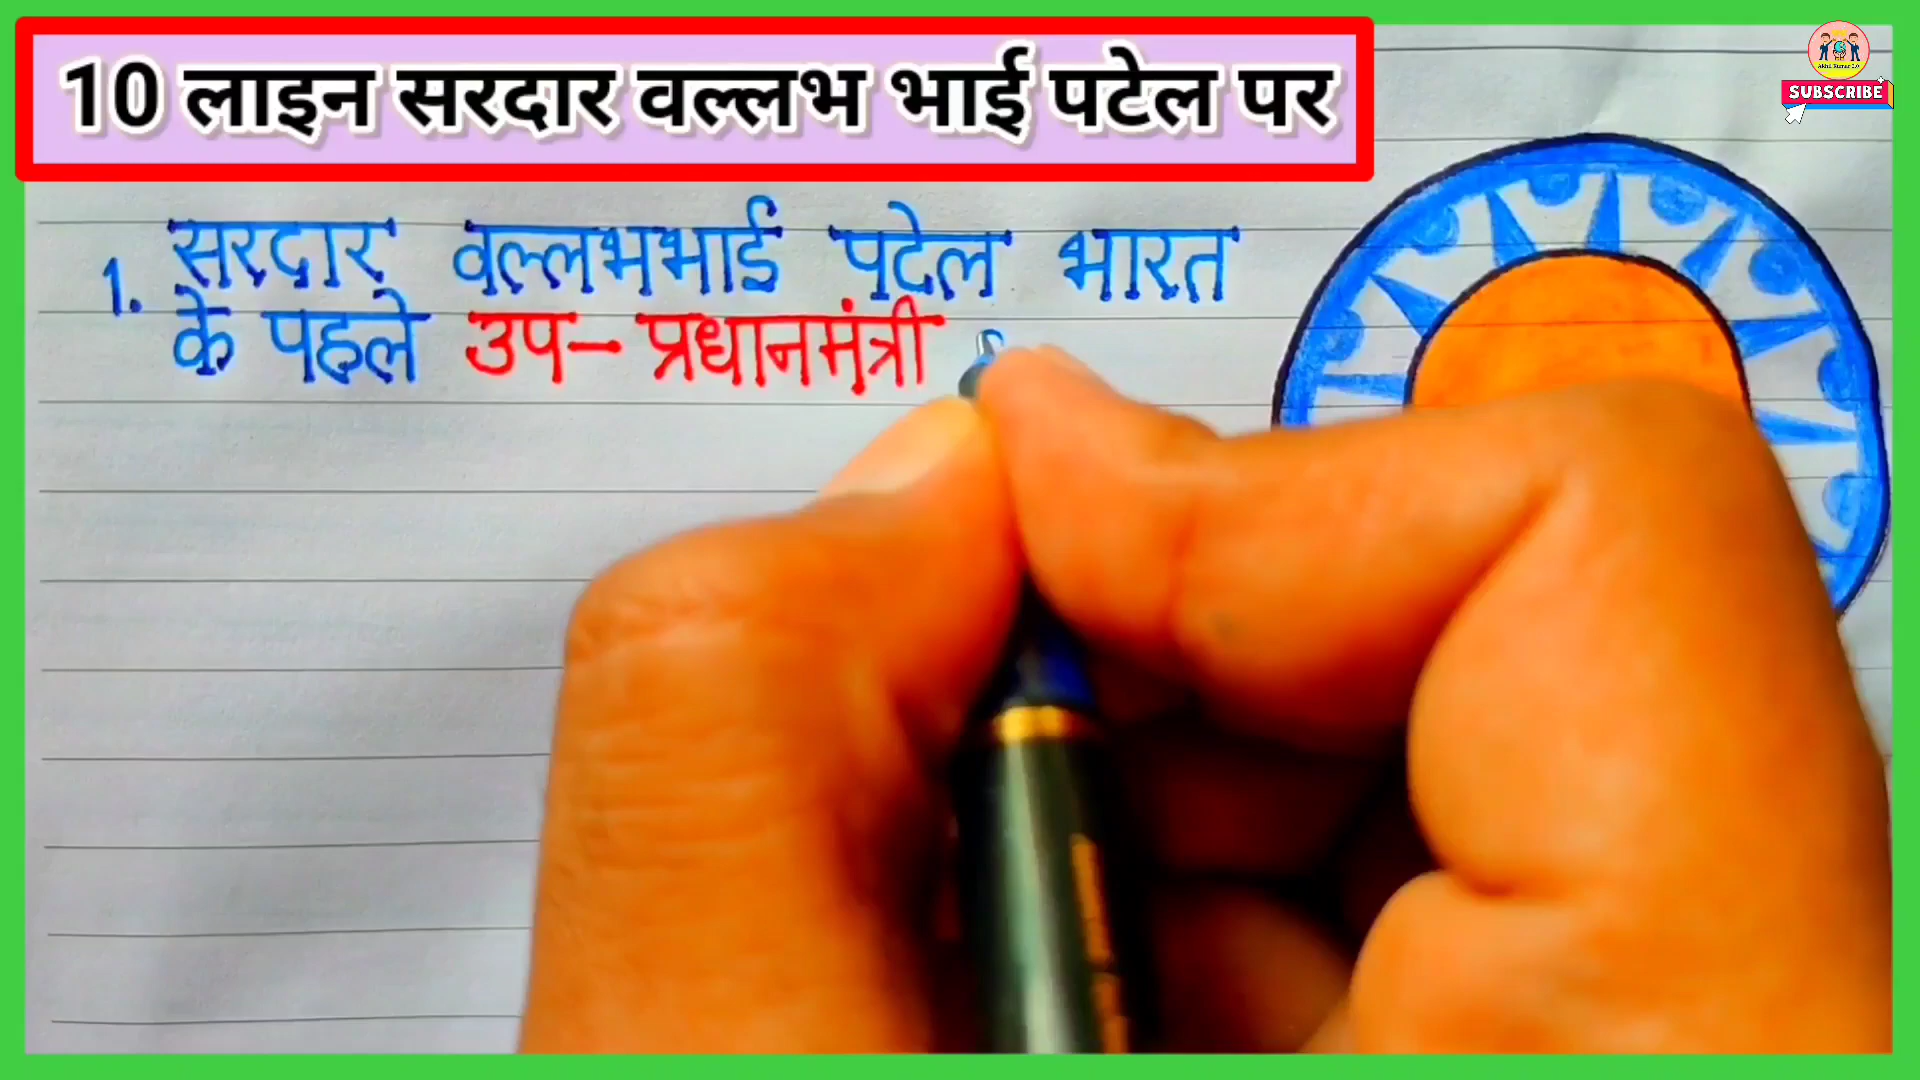 10 लाइन सरदार वल्लभ भाई पटेल पर
SUBSCRIBE
1. सरदार वल्लभभाई पटेल भारत
के पहले उप-प्रधानमंत्री